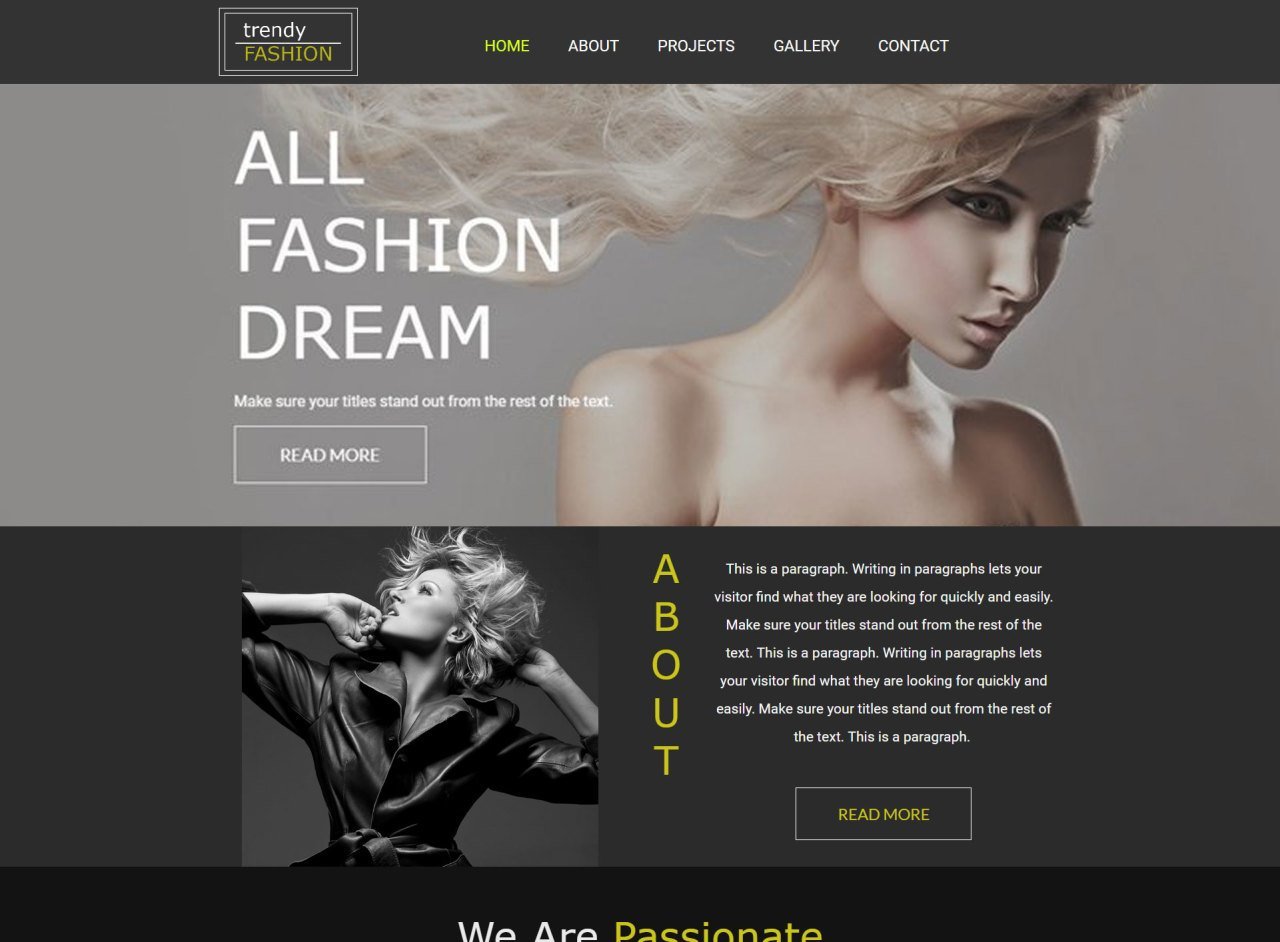 trendy
FASHION
HOME ABOUT PROJECTS GALLERY CONTACT
ALL
FASHION
DREAM
Make sure your titles stand out from the rest of the text.
READ MORE
A
B
O
U
T
This is a paragraph. Writing in paragraphs lets your
visitor find what they are looking for quickly and easily.
Make sure your titles stand out from the rest of the
text. This is a paragraph. Writing in paragraphs lets
your visitor find what they are looking for quickly and
easily. Make sure your titles stand out from the rest of
the text. This is a paragraph.
READ MORE
We Are Passionate